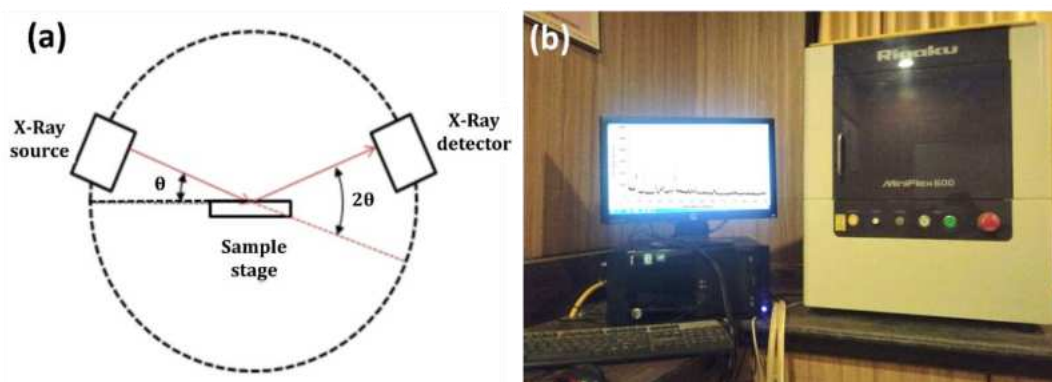 (a)
X-Ray
source
X-Ray
detector
θ
2θ
Sample
stage
(b)
Rigaku
MiniFlex600